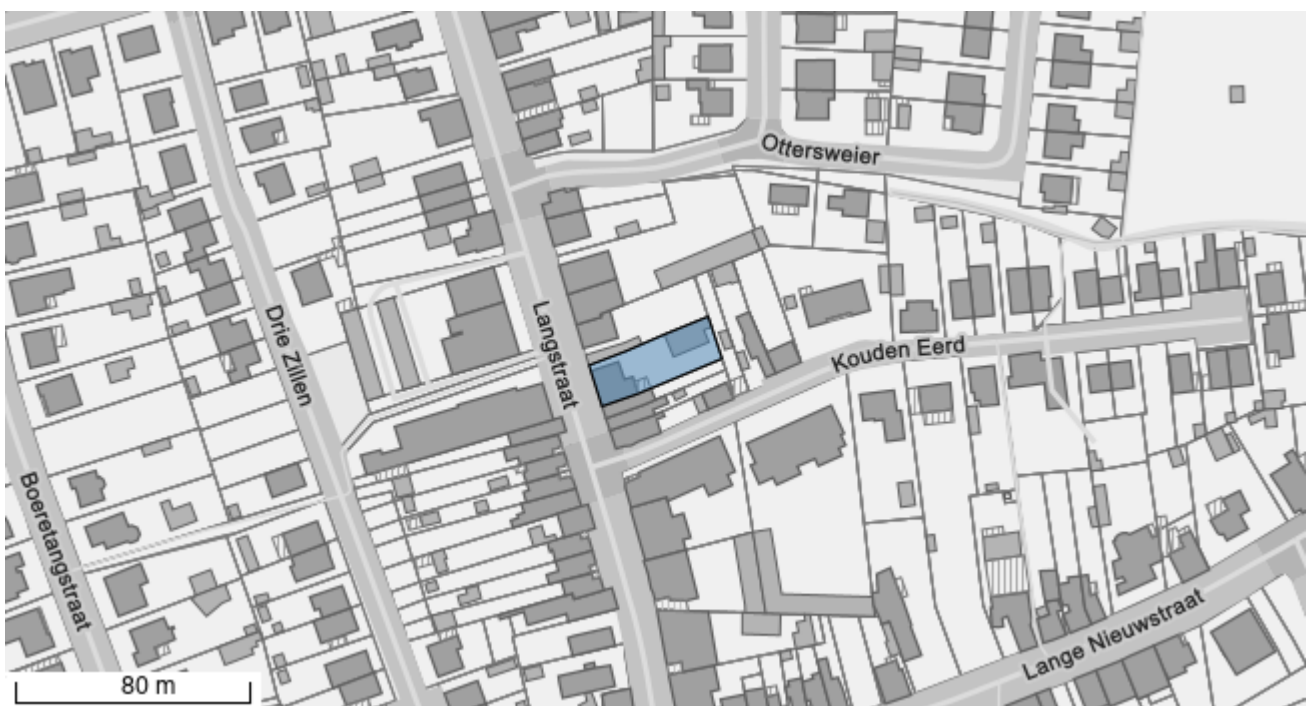 Ottersweier
Langstraat
Drie Zillen
Kouden Eerd
Boeretangstraat
Lange Nieuwstraat
80 m